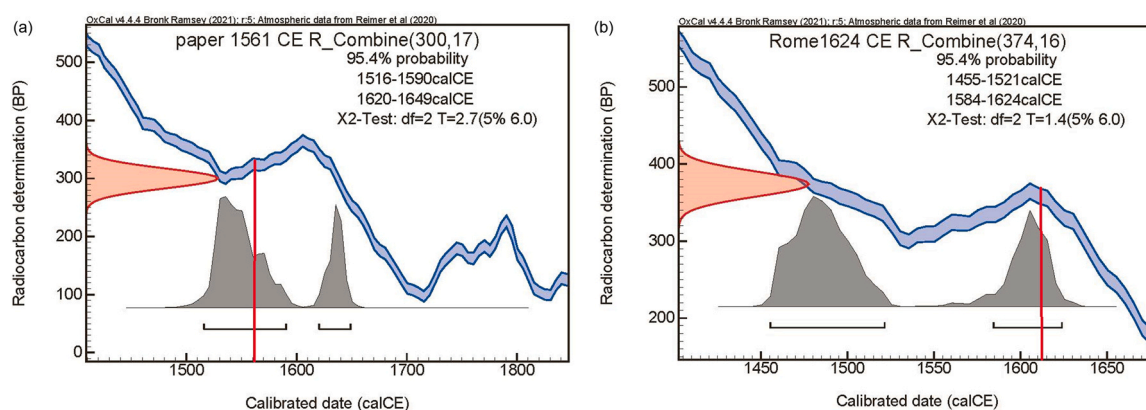 OxCal v4.4.4 Bronk Ramsey (2021); r:5; Atmospheric data from Reimer et al (2020)
(a)
paper 1561 CE R_Combine(300,17)
95.4% probability
1516-1590calCE
1620-1649calCE
X2-Test: df=2 T=2.7(5% 6.0)
Radiocarbon determination (BP)
500
400
300
200
100
0
1500
1600
1700
1800
Calibrated date (calCE)
OxCal v4.4.4 Bronk Ramsey (2021); r:5; Atmospheric data from Reimer et al (2020)
(b)
Rome1624 CE R_Combine(374,16)
95.4% probability
1455-1521calCE
1584-1624calCE
X2-Test: df=2 T=1.4(5% 6.0)
Radiocarbon determination (BP)
500
400
300
200
1450
1500
1550
1600
1650
Calibrated date (calCE)